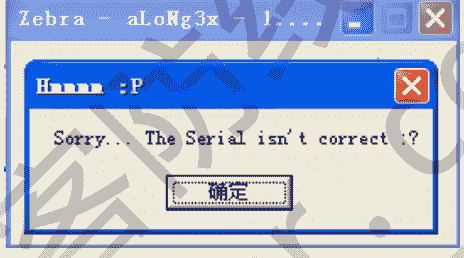 Zebra - aLoNg3x - 1....
Hmmmm :P
Sorry... The Serial isn't correct :?
确定